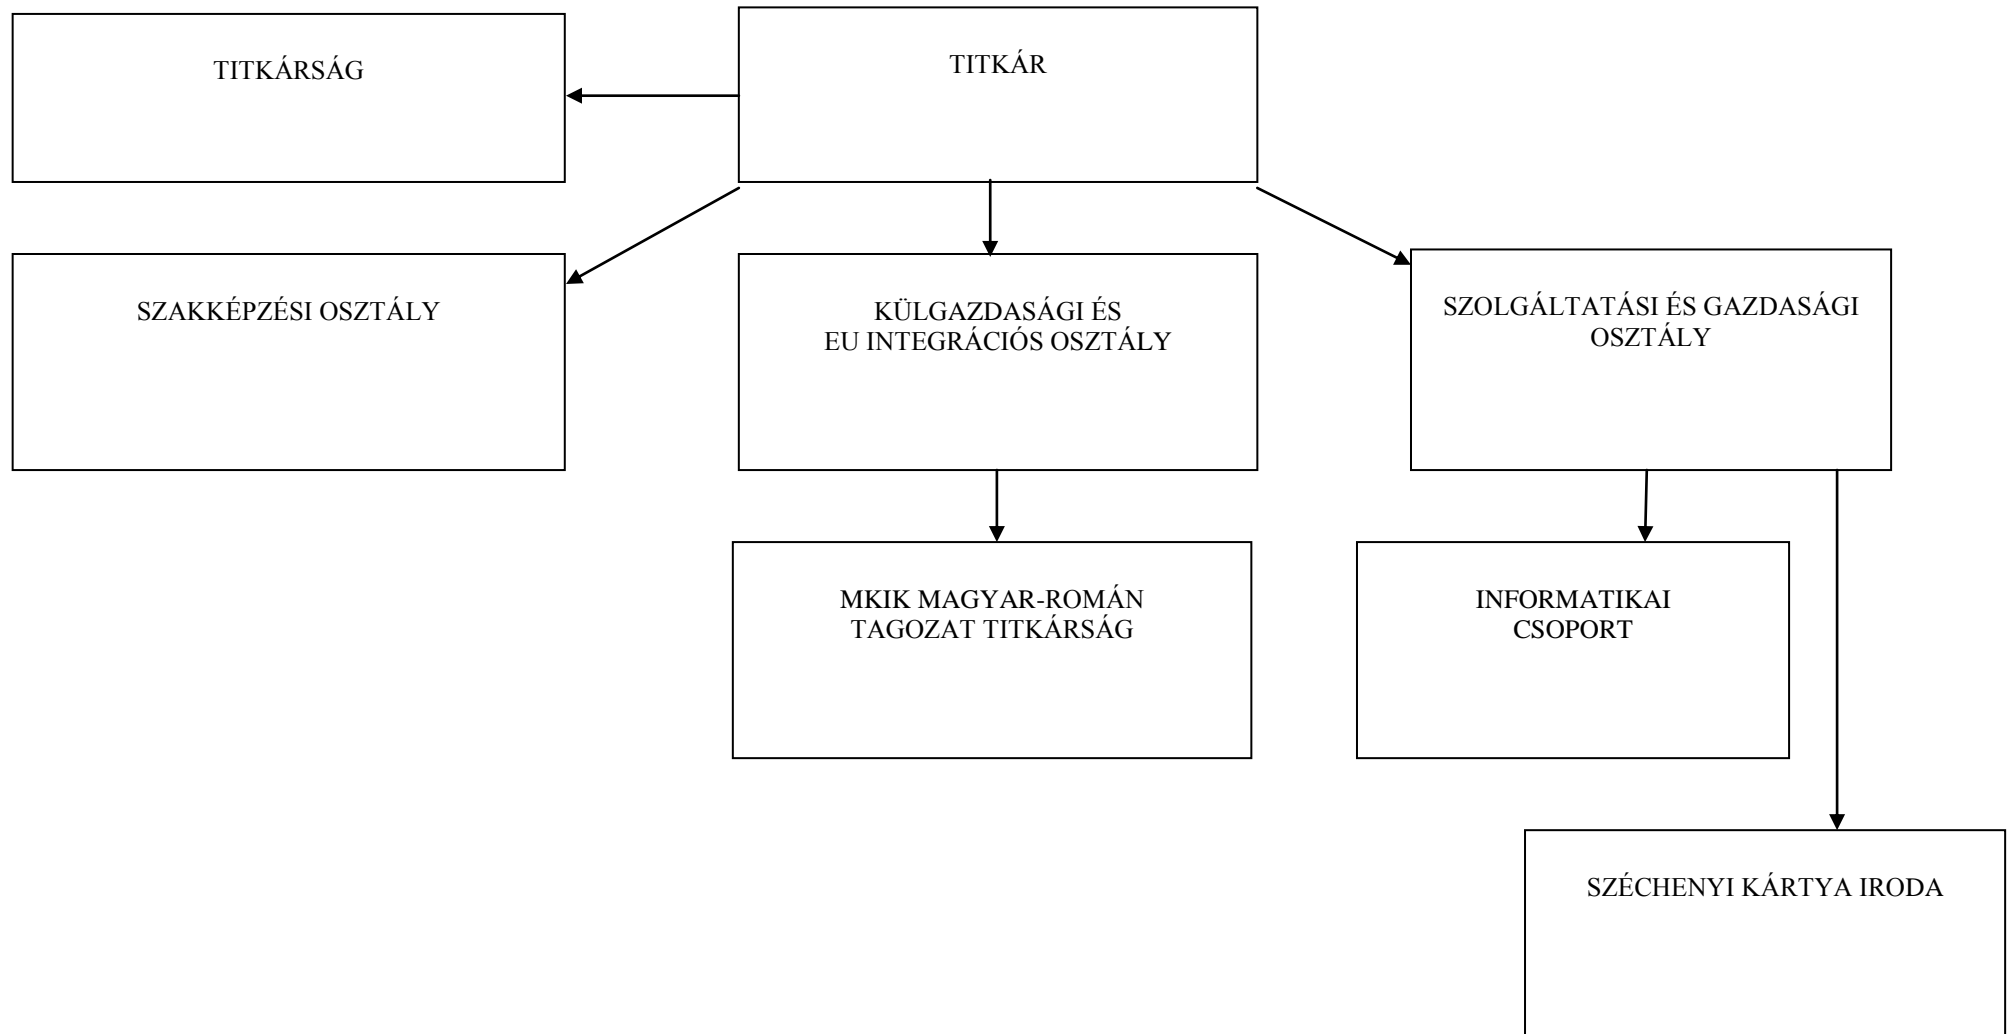 TITKÁRSÁG
TITKÁR
SZAKKÉPZÉSI OSZTÁLY
KÜLGAZDASÁGI ÉS
EU INTEGRÁCIÓS OSZTÁLY
SZOLGÁLTATÁSI ÉS GAZDASÁGI
OSZTÁLY
MKIK MAGYAR-ROMÁN
TAGOZAT TITKÁRSÁG
INFORMATIKAI
CSOPORT
SZÉCHENYI KÁRTYA IRODA